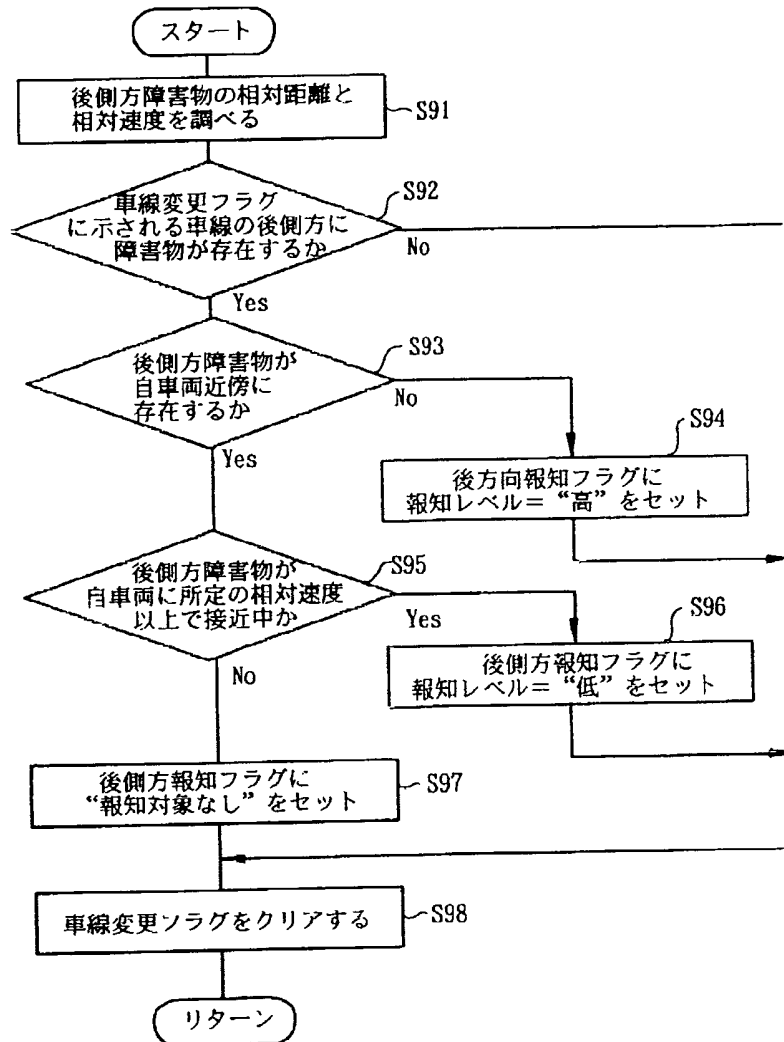 スタート
後側方障害物の相対距離と
相対速度を調べる
S91
車線変更フラグ
に示される車線の後側方に
障害物が存在するか
S92
No
Yes
後側方障害物が
自車両近傍に
存在するか
S93
No
Yes
S94
後方向報知フラグに
報知レベル＝“高”をセット
後側方障害物が
自車両に所定の相対速度
以上で接近中か
S95
Yes
No
S96
後側方報知フラグに
報知レベル＝“低”をセット
後側方報知フラグに
“報知対象なし”をセット
S97
車線変更フラグをクリアする
S98
リターン